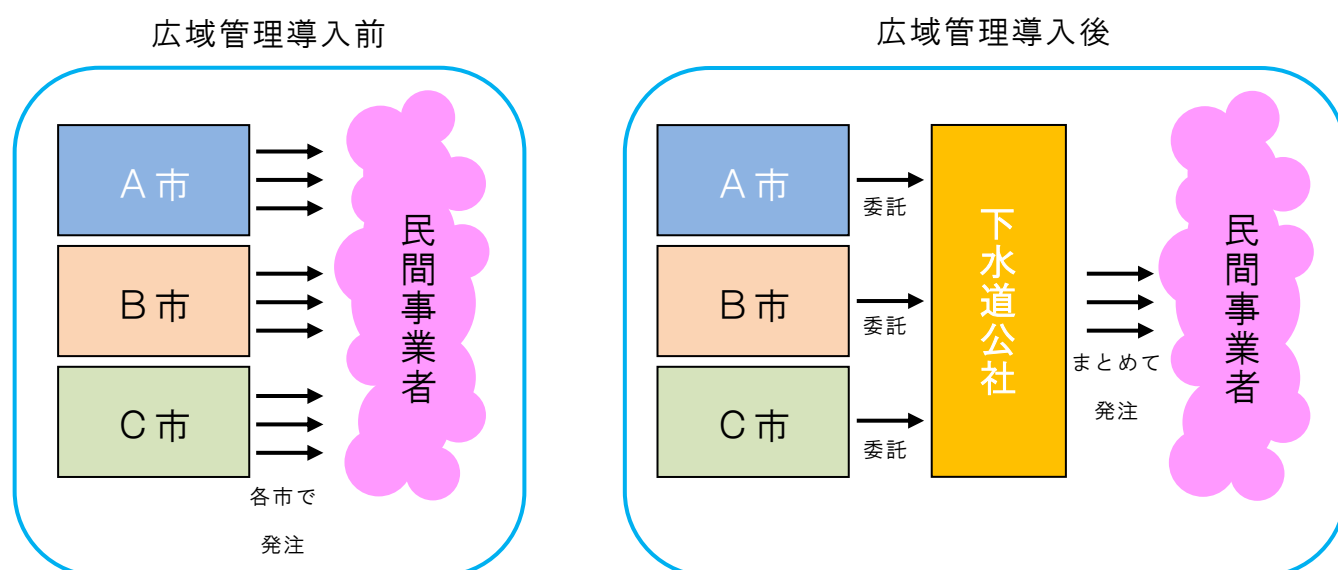 広域管理導入前
A市
B市
C市
民間事業者
各市で
発注
広域管理導入後
A市
委託
B市
委託
C市
委託
下水道公社
まとめて
発注
民間事業者